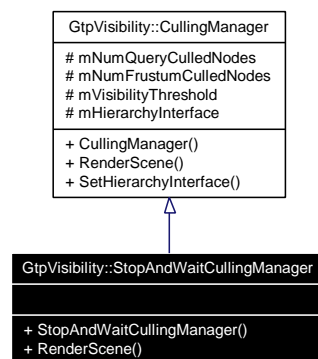 GtpVisibility::CullingManager
# mNumQueryCulledNodes
# mNumFrustumCulledNodes
# mVisibilityThreshold
# mHierarchyInterface
+ CullingManager()
+ RenderScene()
+ SetHierarchyInterface()
GtpVisibility::StopAndWaitCullingManager
+ StopAndWaitCullingManager()
+ RenderScene()